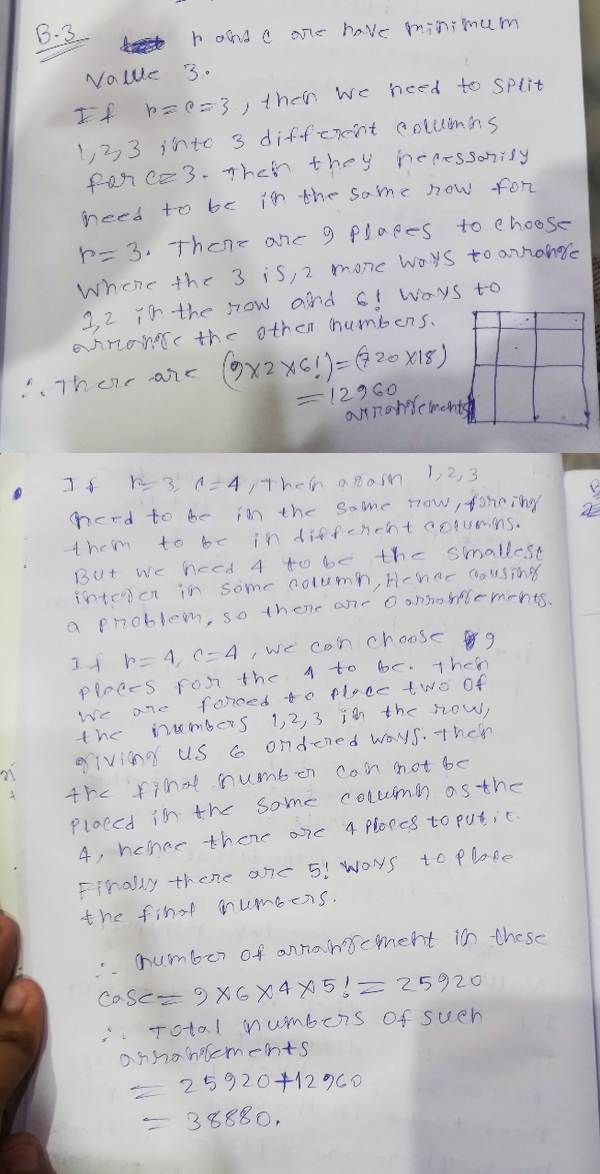 B.3
r and c are have minimum
value 3.
If r=c=3, then we need to split
1,2,3 into 3 different columns
for c=3. Then they necessarily
need to be in the same row for
r=3. There are 9 places to choose
where the 3 is, 2 more ways to arrange
1,2 in the row and 6! ways to
arrange the other numbers.
∴ There are (9×2×6!)=(720×18)
=12960
arrangements
If r=3, c=4, then again 1,2,3
need to be in the same row, forcing
them to be in different columns.
But we need 4 to be the smallest
integer in some column, Hence causing
a problem, so there are 0 arrangements.
If r=4, c=4, we can choose 9
places for the 4 to be. Then
we are forced to place two of
the numbers 1,2,3 in the row,
giving us 6 ordered ways. Then
the final number can not be
placed in the same column as the
4, hence there are 4 places to put it.
Finally there are 5! ways to place
the final numbers.
∴ number of arrangement in these
case = 9×6×4×5! = 25920
∴ Total numbers of such
arrangements
= 25920+12960
= 38880.